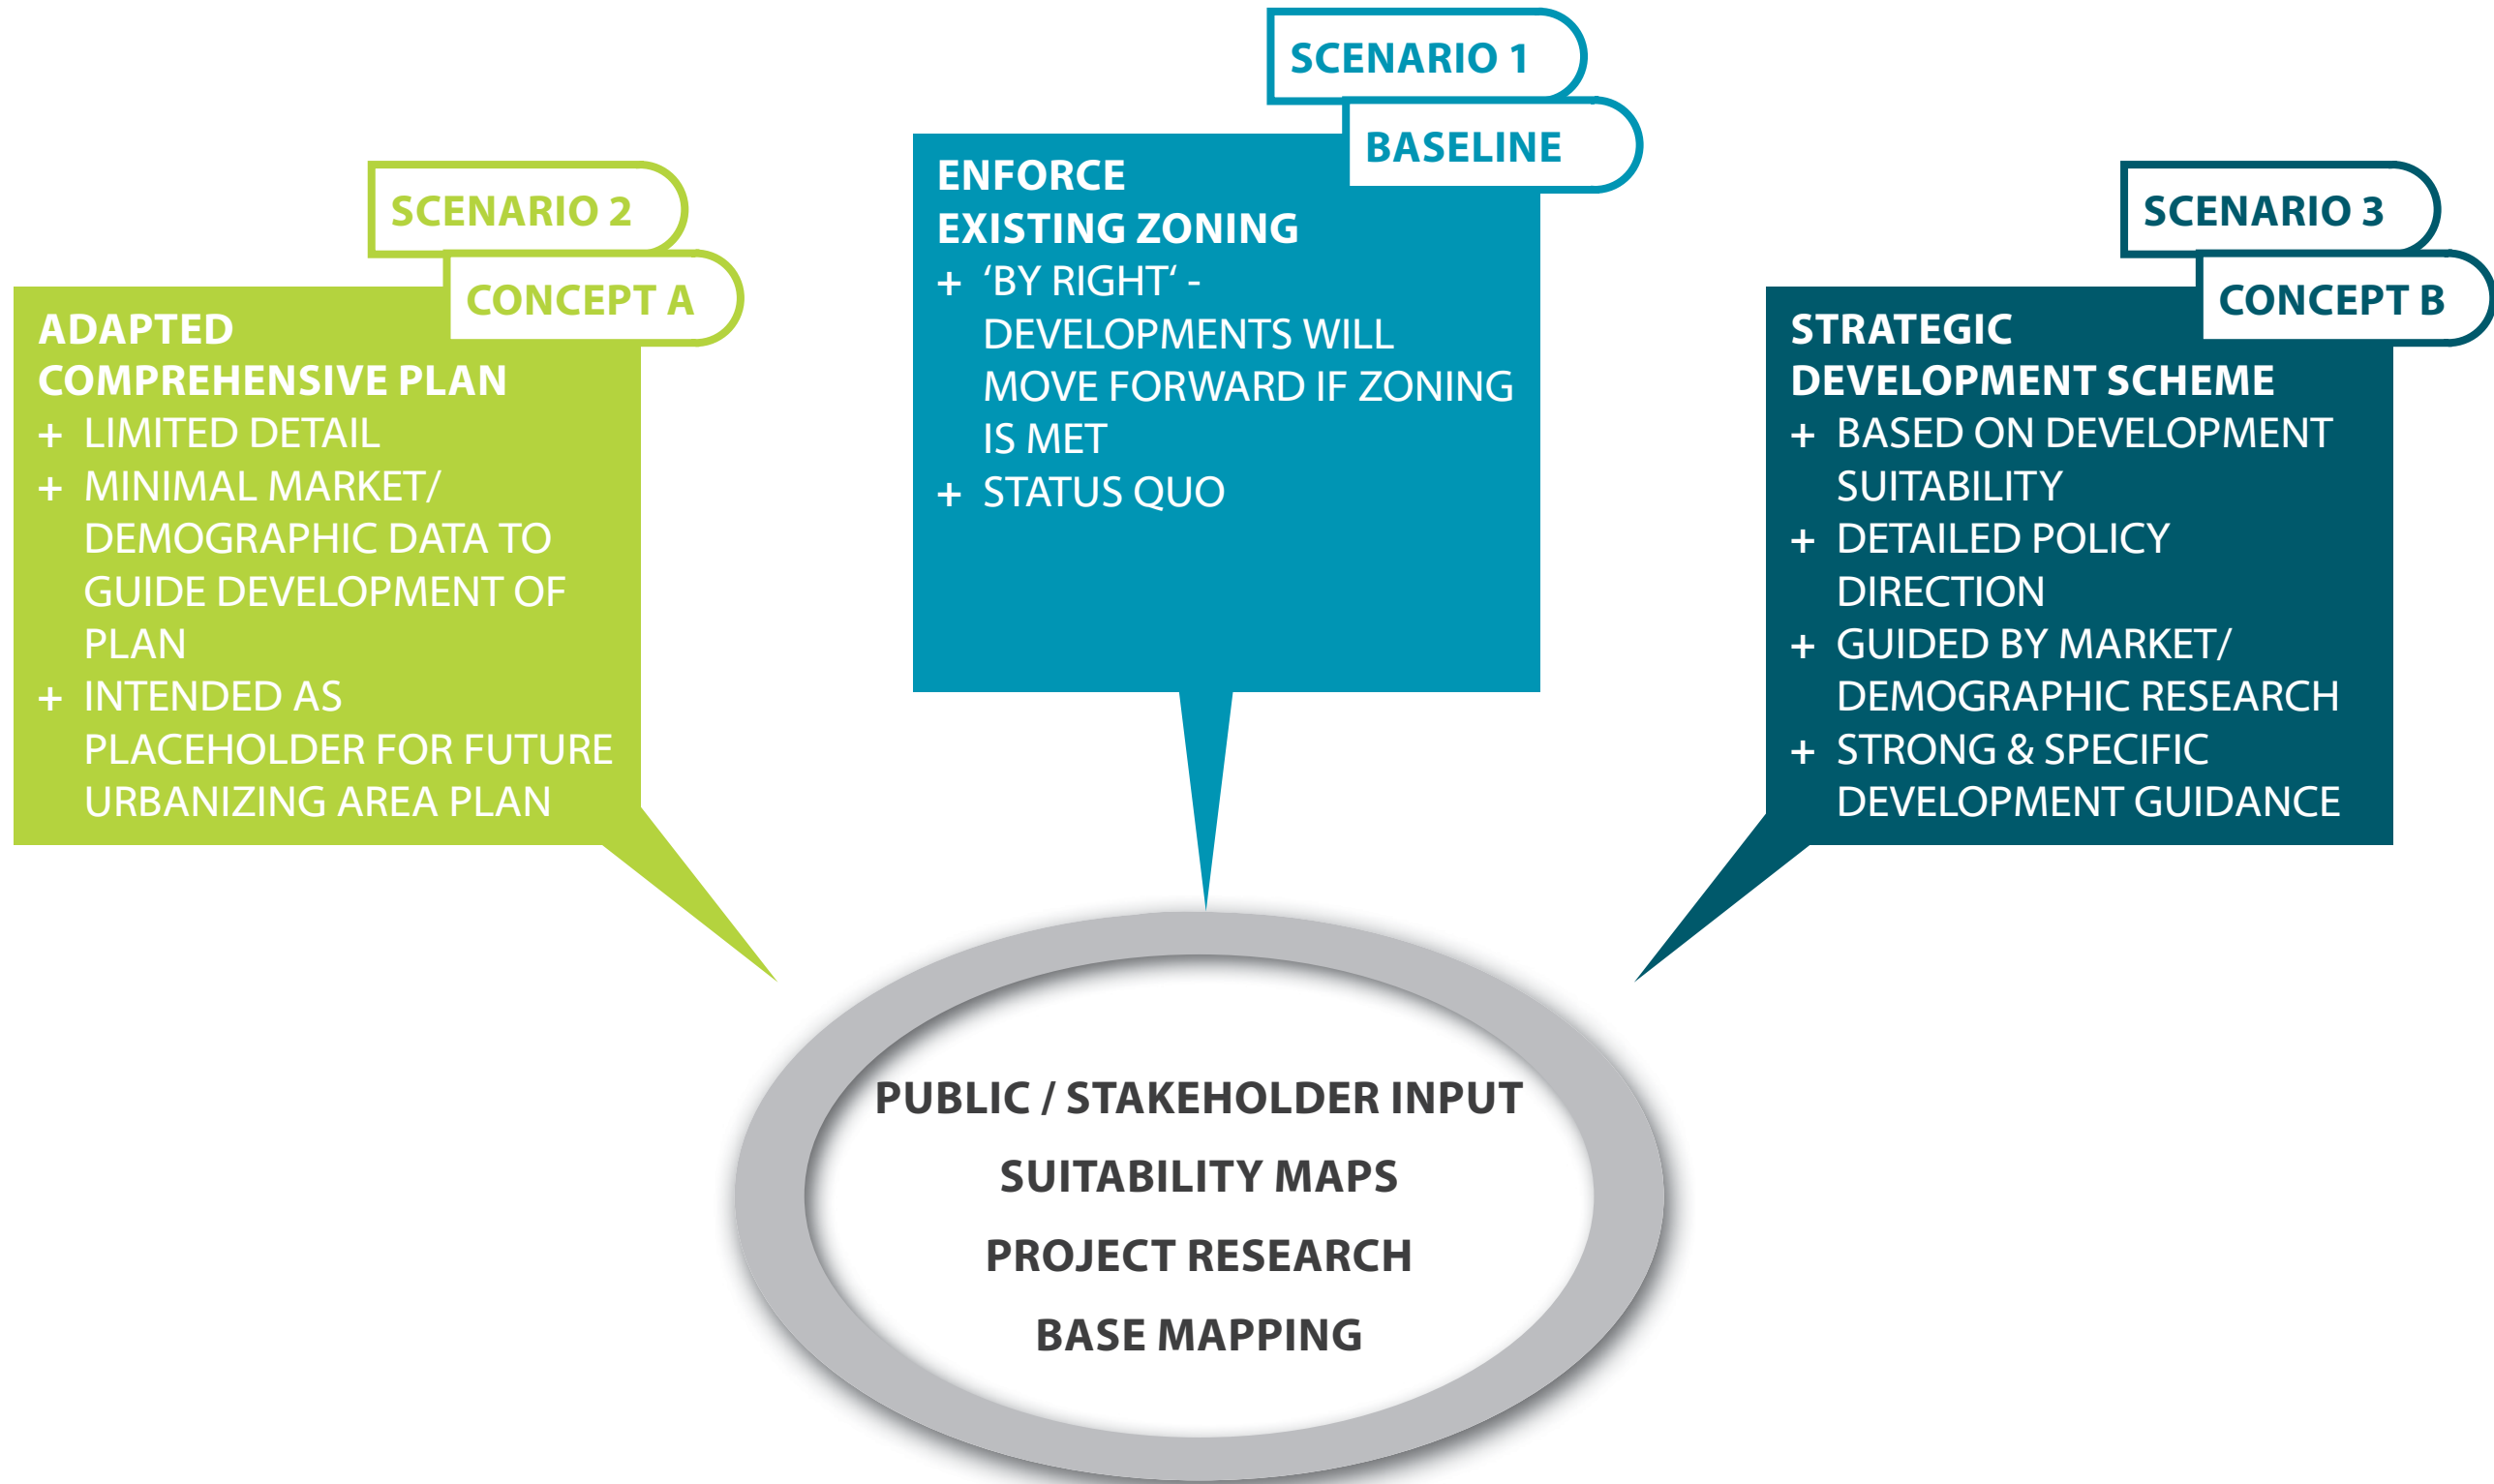 SCENARIO 2
CONCEPT A
ADAPTED
COMPREHENSIVE PLAN
+ LIMITED DETAIL
+ MINIMAL MARKET/
DEMOGRAPHIC DATA TO
GUIDE DEVELOPMENT OF
PLAN
+ INTENDED AS
PLACEHOLDER FOR FUTURE
URBANIZING AREA PLAN
SCENARIO 1
BASELINE
ENFORCE
EXISTING ZONING
+ ‘BY RIGHT‘ -
DEVELOPMENTS WILL
MOVE FORWARD IF ZONING
IS MET
+ STATUS QUO
SCENARIO 3
CONCEPT B
STRATEGIC
DEVELOPMENT SCHEME
+ BASED ON DEVELOPMENT
SUITABILITY
+ DETAILED POLICY
DIRECTION
+ GUIDED BY MARKET/
DEMOGRAPHIC RESEARCH
+ STRONG & SPECIFIC
DEVELOPMENT GUIDANCE
PUBLIC / STAKEHOLDER INPUT
SUITABILITY MAPS
PROJECT RESEARCH
BASE MAPPING